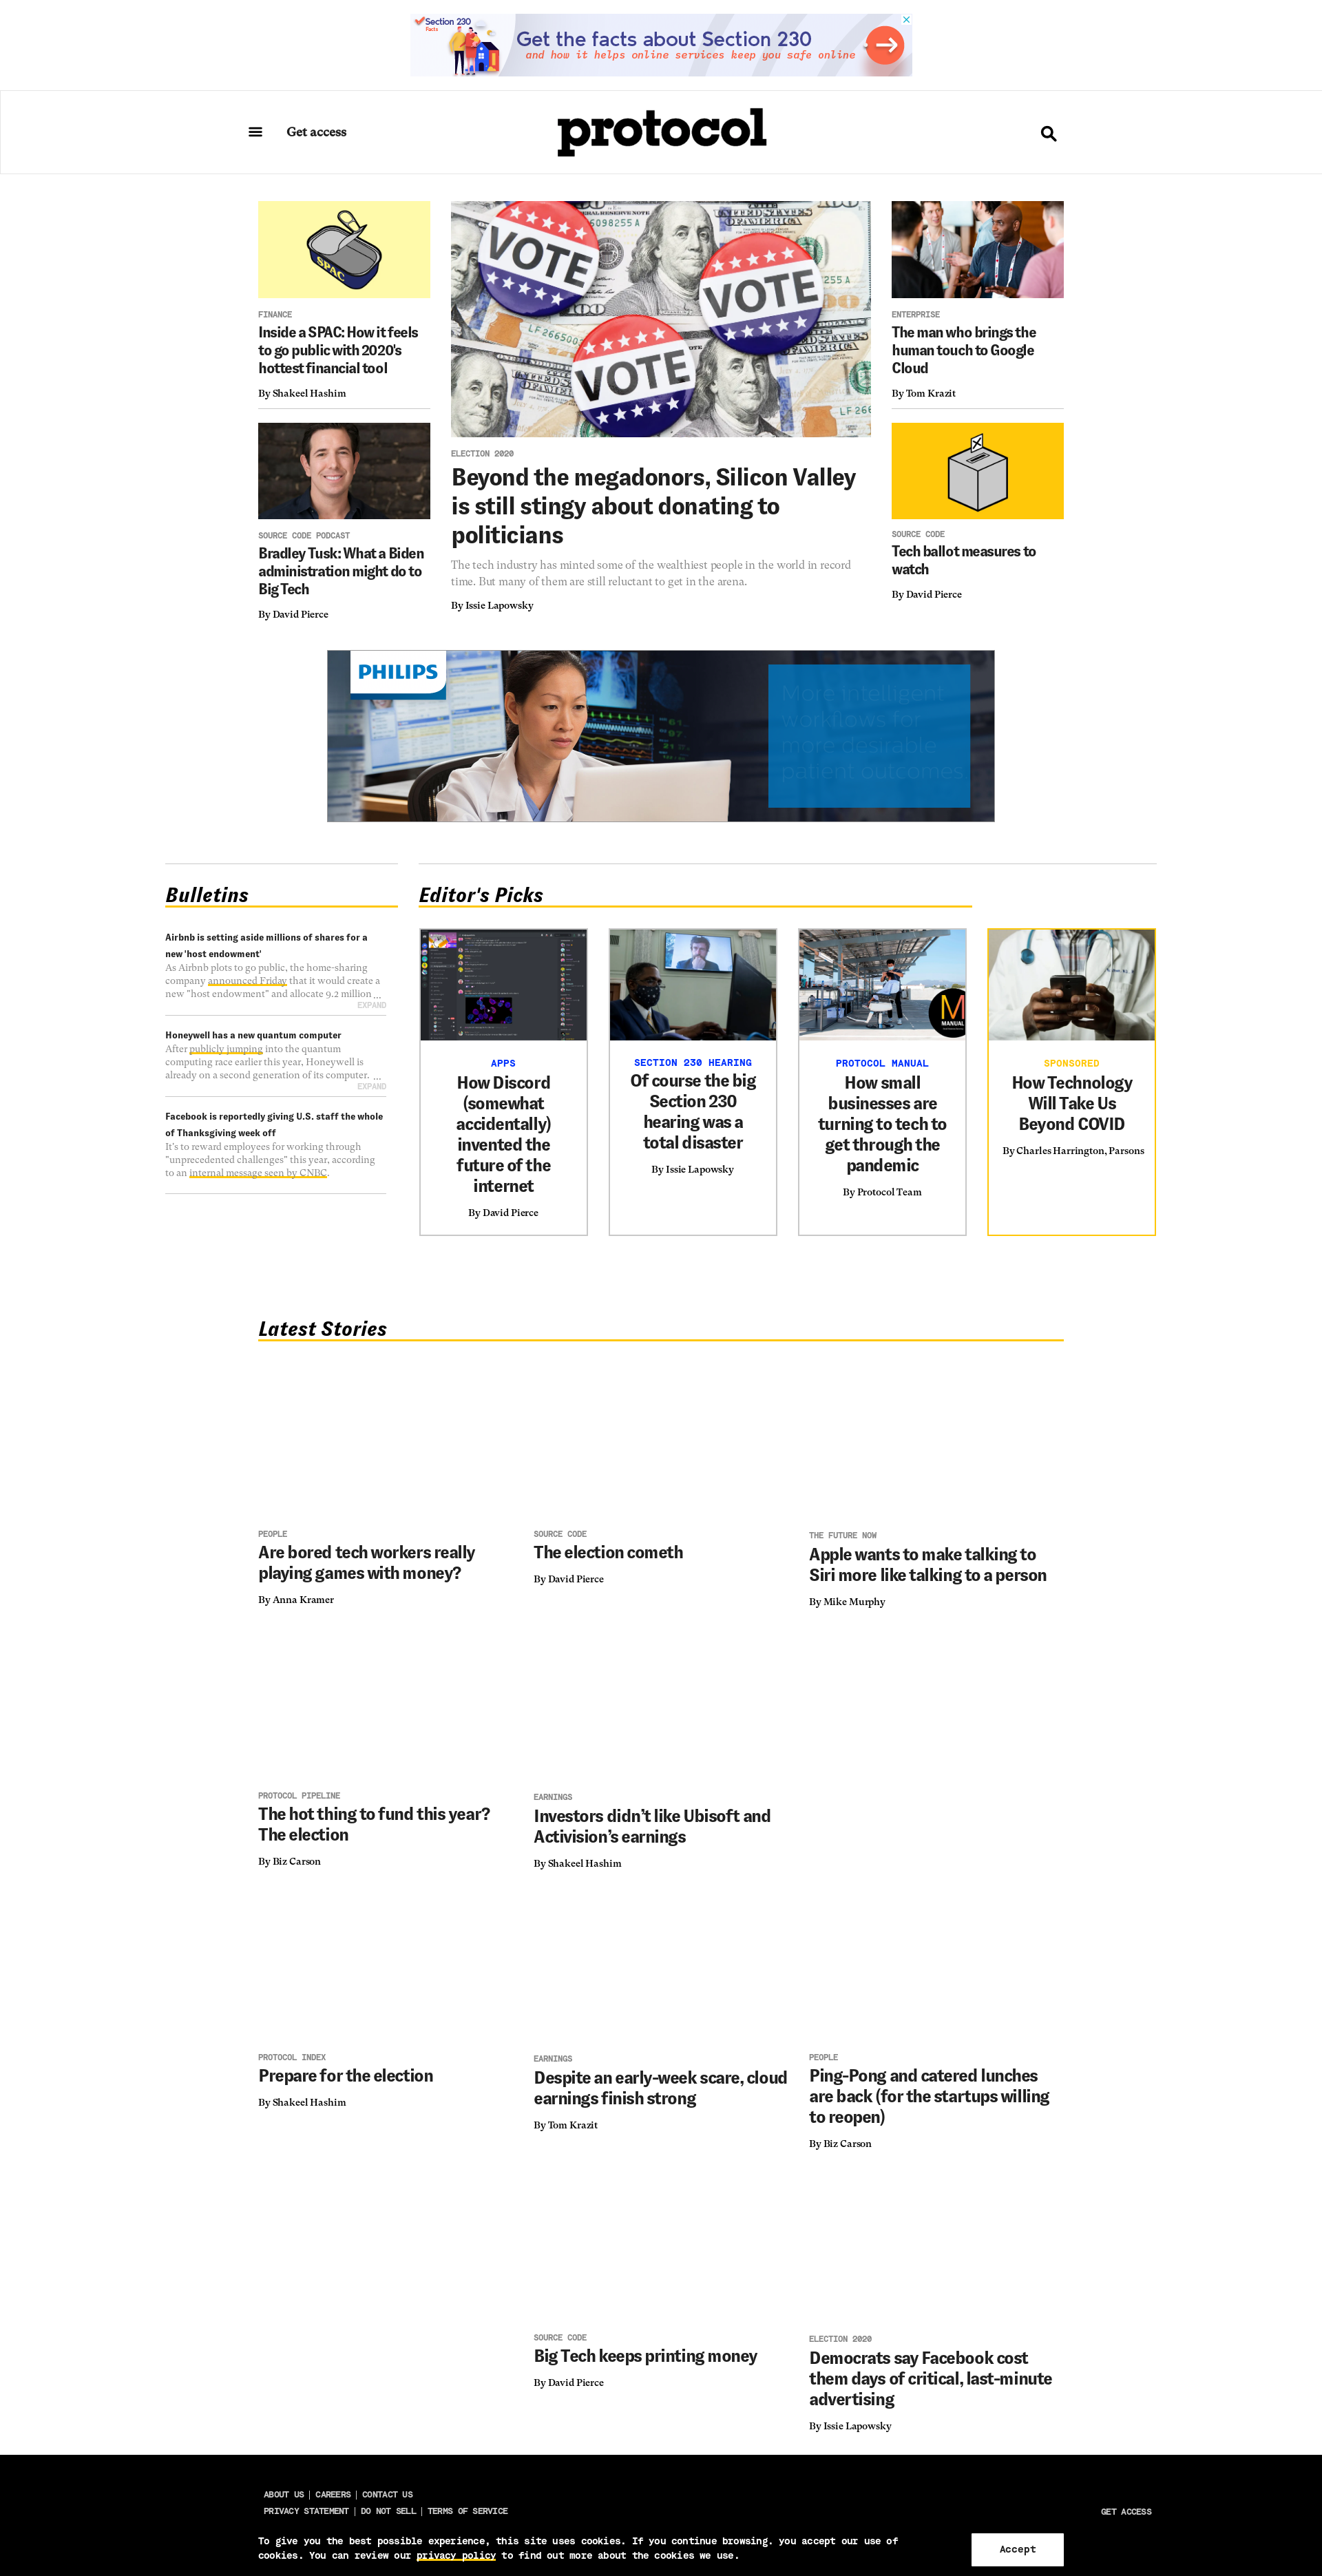 Section 230
Facts
Get the facts about Section 230
and how it helps online services keep you safe online
Get access
protocol
SPAC
FINANCE
Inside a SPAC: How it feels
to go public with 2020's
hottest financial tool
By Shakeel Hashim
SOURCE CODE PODCAST
Bradley Tusk: What a Biden
administration might do to
Big Tech
By David Pierce
VOTE
VOTE
VOTE
ELECTION 2020
Beyond the megadonors, Silicon Valley
is still stingy about donating to
politicians
The tech industry has minted some of the wealthiest people in the world in record
time. But many of them are still reluctant to get in the arena.
By Issie Lapowsky
ENTERPRISE
The man who brings the
human touch to Google
Cloud
By Tom Krazit
SOURCE CODE
Tech ballot measures to
watch
By David Pierce
PHILIPS
More intelligent
workflows for
more desirable
patient outcomes
Bulletins
Airbnb is setting aside millions of shares for a
new 'host endowment'
As Airbnb plots to go public, the home-sharing
company announced Friday that it would create a
new "host endowment" and allocate 9.2 million ...
EXPAND
Honeywell has a new quantum computer
After publicly jumping into the quantum
computing race earlier this year, Honeywell is
already on a second generation of its computer. ...
EXPAND
Facebook is reportedly giving U.S. staff the whole
of Thanksgiving week off
It's to reward employees for working through
"unprecedented challenges" this year, according
to an internal message seen by CNBC.
Editor's Picks
APPS
How Discord
(somewhat
accidentally)
invented the
future of the
internet
By David Pierce
SECTION 230 HEARING
Of course the big
Section 230
hearing was a
total disaster
By Issie Lapowsky
MANUAL
PROTOCOL MANUAL
How small
businesses are
turning to tech to
get through the
pandemic
By Protocol Team
SPONSORED
How Technology
Will Take Us
Beyond COVID
By Charles Harrington, Parsons
Latest Stories
PEOPLE
Are bored tech workers really
playing games with money?
By Anna Kramer
SOURCE CODE
The election cometh
By David Pierce
THE FUTURE NOW
Apple wants to make talking to
Siri more like talking to a person
By Mike Murphy
PROTOCOL PIPELINE
The hot thing to fund this year?
The election
By Biz Carson
EARNINGS
Investors didn’t like Ubisoft and
Activision’s earnings
By Shakeel Hashim
PROTOCOL INDEX
Prepare for the election
By Shakeel Hashim
EARNINGS
Despite an early-week scare, cloud
earnings finish strong
By Tom Krazit
PEOPLE
Ping-Pong and catered lunches
are back (for the startups willing
to reopen)
By Biz Carson
SOURCE CODE
Big Tech keeps printing money
By David Pierce
ELECTION 2020
Democrats say Facebook cost
them days of critical, last-minute
advertising
By Issie Lapowsky
ABOUT US | CAREERS | CONTACT US
PRIVACY STATEMENT | DO NOT SELL | TERMS OF SERVICE
GET ACCESS
To give you the best possible experience, this site uses cookies. If you continue browsing. you accept our use of
cookies. You can review our privacy policy to find out more about the cookies we use.
Accept